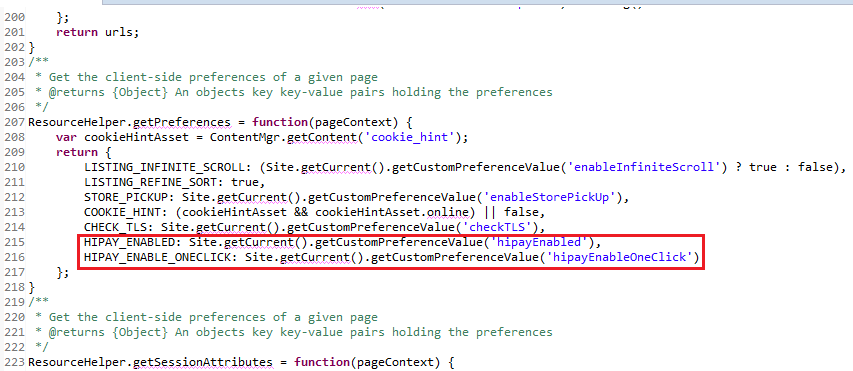 200     };
201     return urls;
202 }
203 /**
204  * Get the client-side preferences of a given page
205  * @returns {Object} An objects key key-value pairs holding the preferences
206  */
207 ResourceHelper.getPreferences = function(pageContext) {
208     var cookieHintAsset = ContentMgr.getContent('cookie_hint');
209     return {
210         LISTING_INFINITE_SCROLL: (Site.getCurrent().getCustomPreferenceValue('enableInfiniteScroll') ? true : false),
211         LISTING_REFINE_SORT: true,
212         STORE_PICKUP: Site.getCurrent().getCustomPreferenceValue('enableStorePickUp'),
213         COOKIE_HINT: (cookieHintAsset && cookieHintAsset.online) || false,
214         CHECK_TLS: Site.getCurrent().getCustomPreferenceValue('checkTLS'),
215         HIPAY_ENABLED: Site.getCurrent().getCustomPreferenceValue('hipayEnabled'),
216         HIPAY_ENABLE_ONECLICK: Site.getCurrent().getCustomPreferenceValue('hipayEnableOneClick')
217     };
218 }
219 /**
220  * Get the client-side preferences of a given page
221  * @returns {Object} An objects key key-value pairs holding the preferences
222  */
223 ResourceHelper.getSessionAttributes = function(pageContext) {